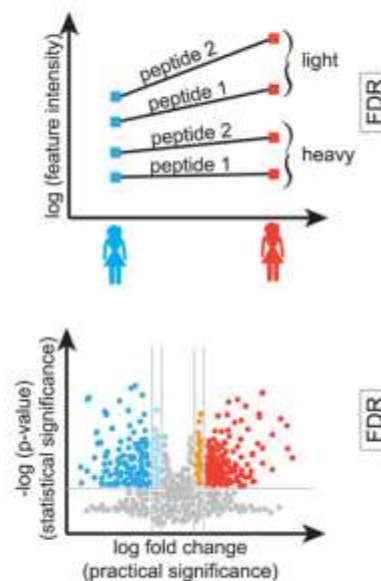 log (feature intensity)
peptide 2
peptide 1
light
peptide 2
peptide 1
heavy
FDR
-log (p-value)
(statistical significance)
log fold change
(practical significance)
FDR